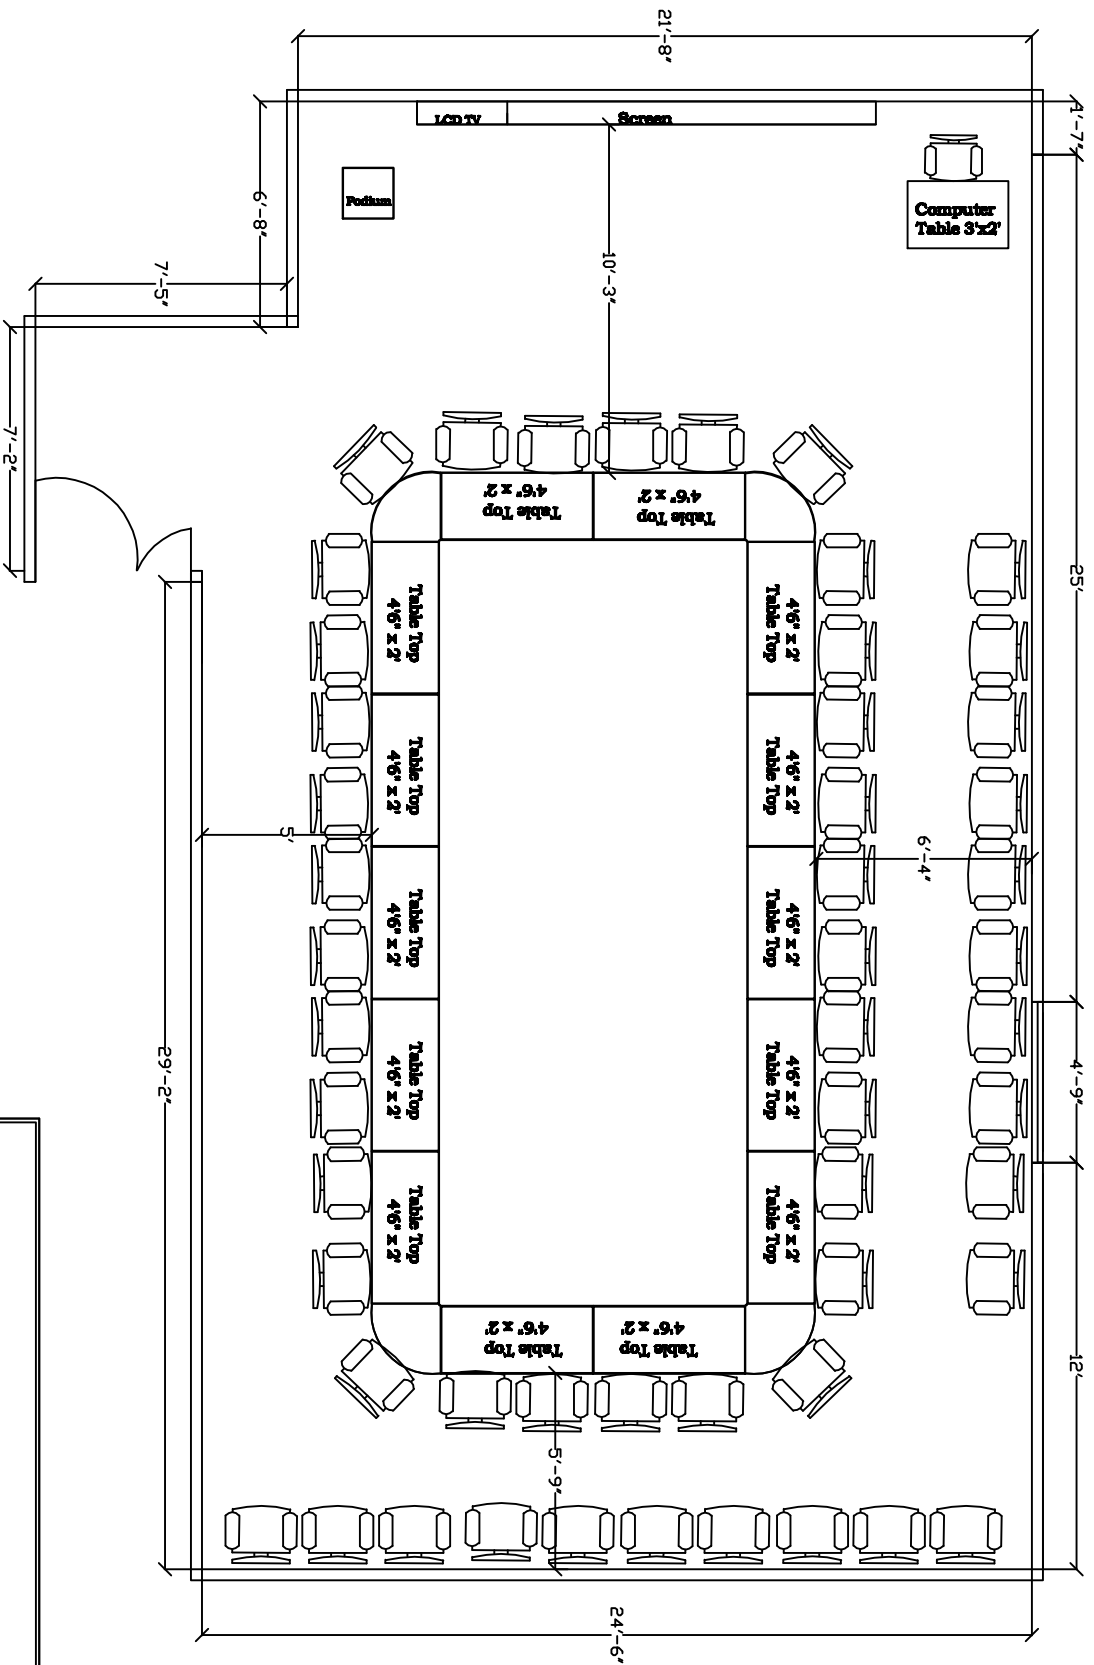 21'-8"
1'-7"
LCD TV
Screen
Computer
Table 3'x2'
Podium
6'-8"
10'-3"
7'-5"
7'-2"
Table Top
4'6" x 2'
Table Top
4'6" x 2'
Table Top
4'6" x 2'
Table Top
4'6" x 2'
25'
Table Top
4'6" x 2'
Table Top
4'6" x 2'
5'
6'-4"
Table Top
4'6" x 2'
Table Top
4'6" x 2'
29'-2"
Table Top
4'6" x 2'
Table Top
4'6" x 2'
4'-9"
Table Top
4'6" x 2'
Table Top
4'6" x 2'
Table Top
4'6" x 2'
Table Top
4'6" x 2'
12'
5'-9"
24'-6"